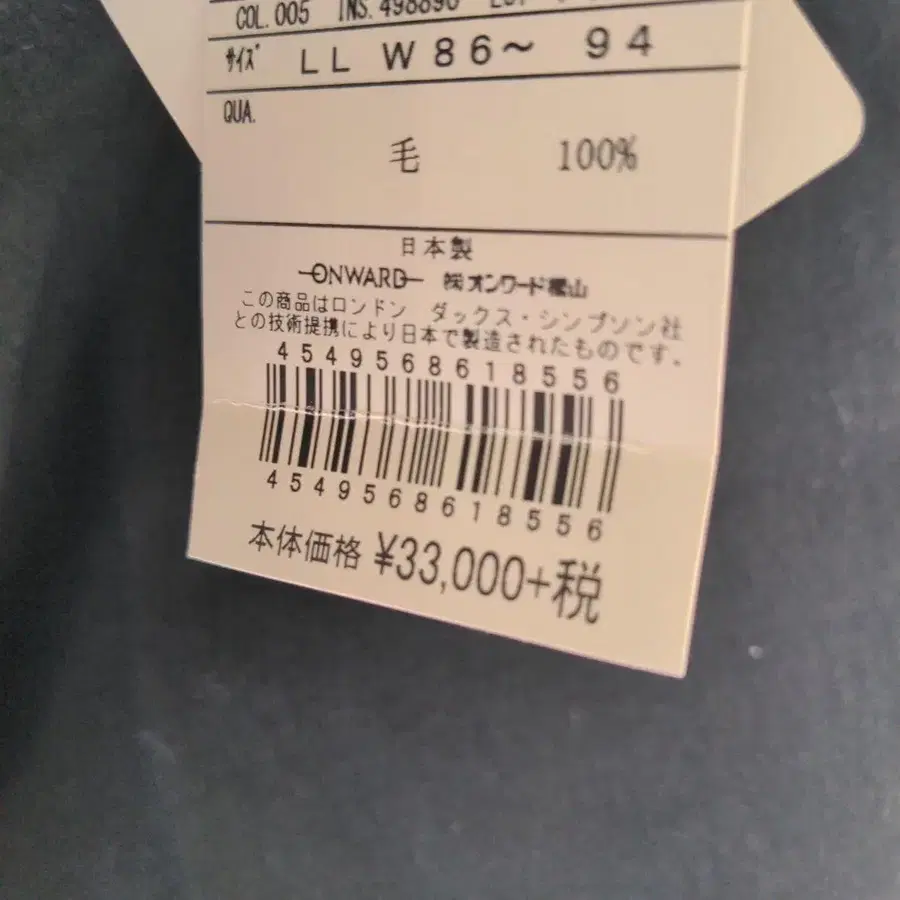 COL.005 INS.498890
サイズ LL W86～ 94
QUA.
毛 100%
日本製
ONWARD ㈱オンワード樫山
この商品はロンドン ダックス・シンプソン社
との技術提携により日本で製造されたものです。
4549568618556
4549568618556
本体価格 ¥33,000+税